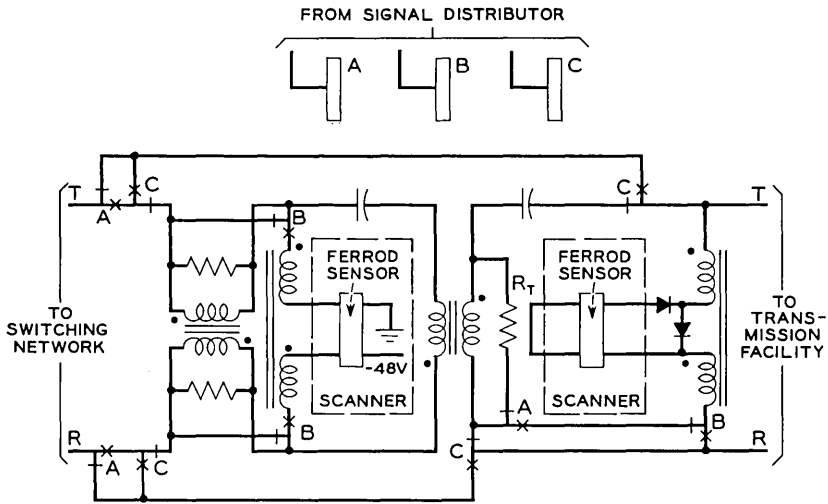 FROM SIGNAL DISTRIBUTOR
A
B
C
T
A
C
B
C
T
FERROD
SENSOR
-48V
SCANNER
R_T
FERROD
SENSOR
SCANNER
TO
SWITCHING
NETWORK
TO
TRANS-
MISSION
FACILITY
R
A
C
B
C
A
B
R